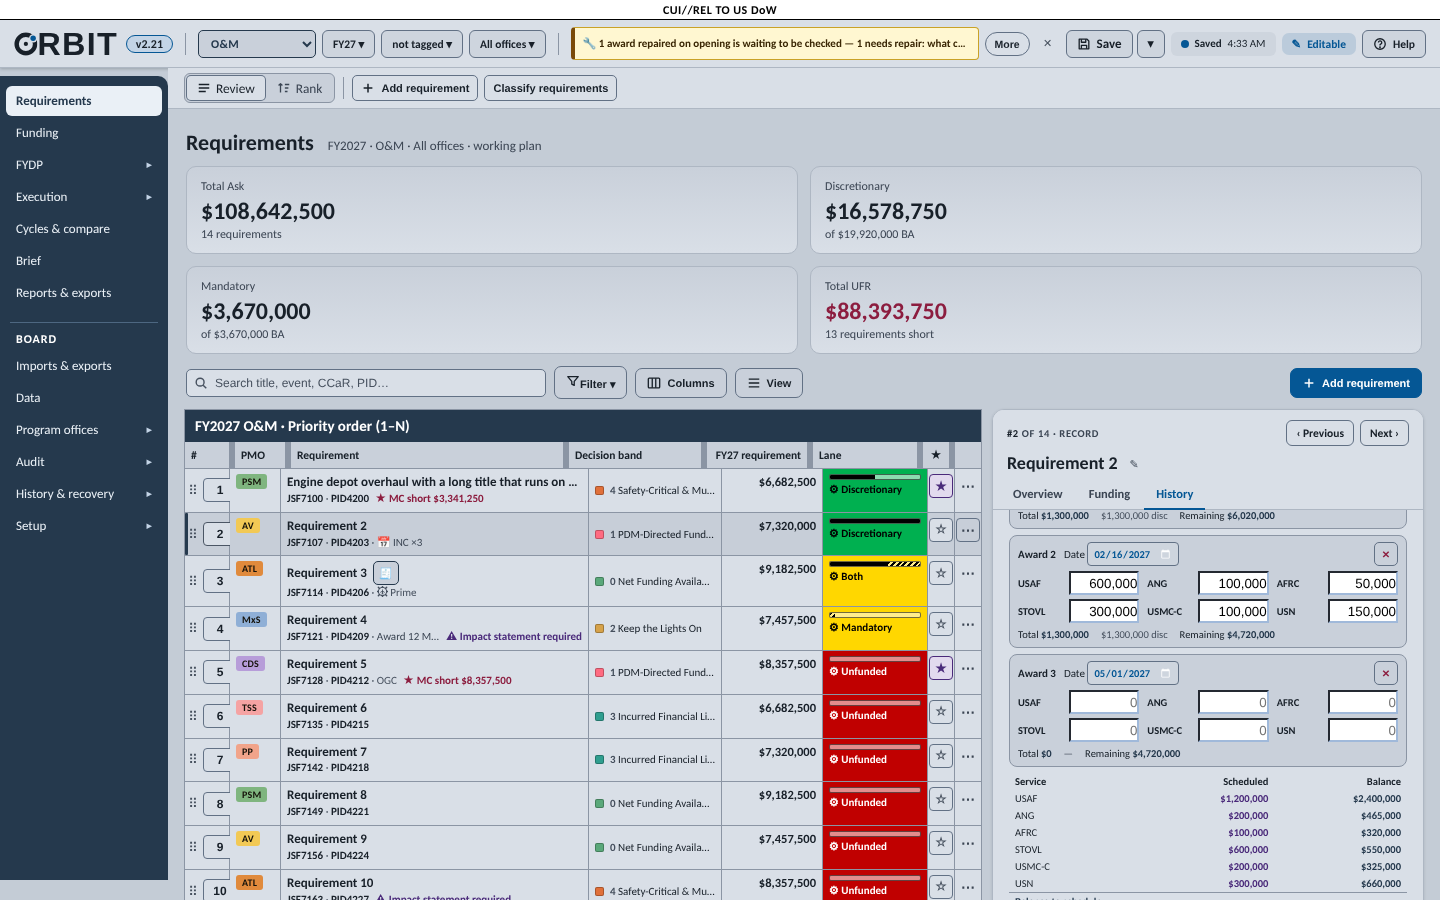 CUI//REL TO US DoW
ORBIT v2.21 O&M FY27 ▾ not tagged ▾ All offices ▾ 🔧 1 award repaired on opening is waiting to be checked — 1 needs repair: what c... More × Save ▾ Saved 4:33 AM ✎ Editable Help
Review Rank + Add requirement Classify requirements
Requirements
Funding
FYDP ▸
Execution ▸
Cycles & compare
Brief
Reports & exports
BOARD
Imports & exports
Data
Program offices ▸
Audit ▸
History & recovery ▸
Setup ▸
Requirements FY2027 · O&M · All offices · working plan
Total Ask
$108,642,500
14 requirements
Discretionary
$16,578,750
of $19,920,000 BA
Mandatory
$3,670,000
of $3,670,000 BA
Total UFR
$88,393,750
13 requirements short
Search title, event, CCaR, PID… Filter ▾ Columns View + Add requirement
FY2027 O&M · Priority order (1–N)
# PMO Requirement Decision band FY27 requirement Lane ★
1 PSM Engine depot overhaul with a long title that runs on ... 4 Safety-Critical & Mu... $6,682,500 ⚙ Discretionary ★ ···
JSF7100 · PID4200 ★ MC short $3,341,250
2 AV Requirement 2 1 PDM-Directed Fund... $7,320,000 ⚙ Discretionary ☆ ···
JSF7107 · PID4203 · 📅 INC ×3
3 ATL Requirement 3 0 Net Funding Availa... $9,182,500 ⚙ Both ☆ ···
JSF7114 · PID4206 · Prime
4 MxS Requirement 4 2 Keep the Lights On $7,457,500 ⚙ Mandatory ☆ ···
JSF7121 · PID4209 · Award 12 M... ⚠ Impact statement required
5 CDS Requirement 5 1 PDM-Directed Fund... $8,357,500 ⚙ Unfunded ★ ···
JSF7128 · PID4212 · OGC ★ MC short $8,357,500
6 TSS Requirement 6 3 Incurred Financial Li... $6,682,500 ⚙ Unfunded ☆ ···
JSF7135 · PID4215
7 PP Requirement 7 3 Incurred Financial Li... $7,320,000 ⚙ Unfunded ☆ ···
JSF7142 · PID4218
8 PSM Requirement 8 0 Net Funding Availa... $9,182,500 ⚙ Unfunded ☆ ···
JSF7149 · PID4221
9 AV Requirement 9 0 Net Funding Availa... $7,457,500 ⚙ Unfunded ☆ ···
JSF7156 · PID4224
10 ATL Requirement 10 4 Safety-Critical & Mu... $8,357,500 ⚙ Unfunded ☆ ···
JSF7163 · PID4227 ⚠ Impact statement required
#2 OF 14 · RECORD ‹ Previous Next ›
Requirement 2 ✎
Overview Funding History
Total $1,300,000 $1,300,000 disc Remaining $6,020,000
Award 2 Date 02/16/2027 ×
USAF 600,000 ANG 100,000 AFRC 50,000
STOVL 300,000 USMC-C 100,000 USN 150,000
Total $1,300,000 $1,300,000 disc Remaining $4,720,000
Award 3 Date 05/01/2027 ×
USAF 0 ANG 0 AFRC 0
STOVL 0 USMC-C 0 USN 0
Total $0 — Remaining $4,720,000
Service Scheduled Balance
USAF $1,200,000 $2,400,000
ANG $200,000 $465,000
AFRC $100,000 $320,000
STOVL $600,000 $550,000
USMC-C $200,000 $325,000
USN $300,000 $660,000